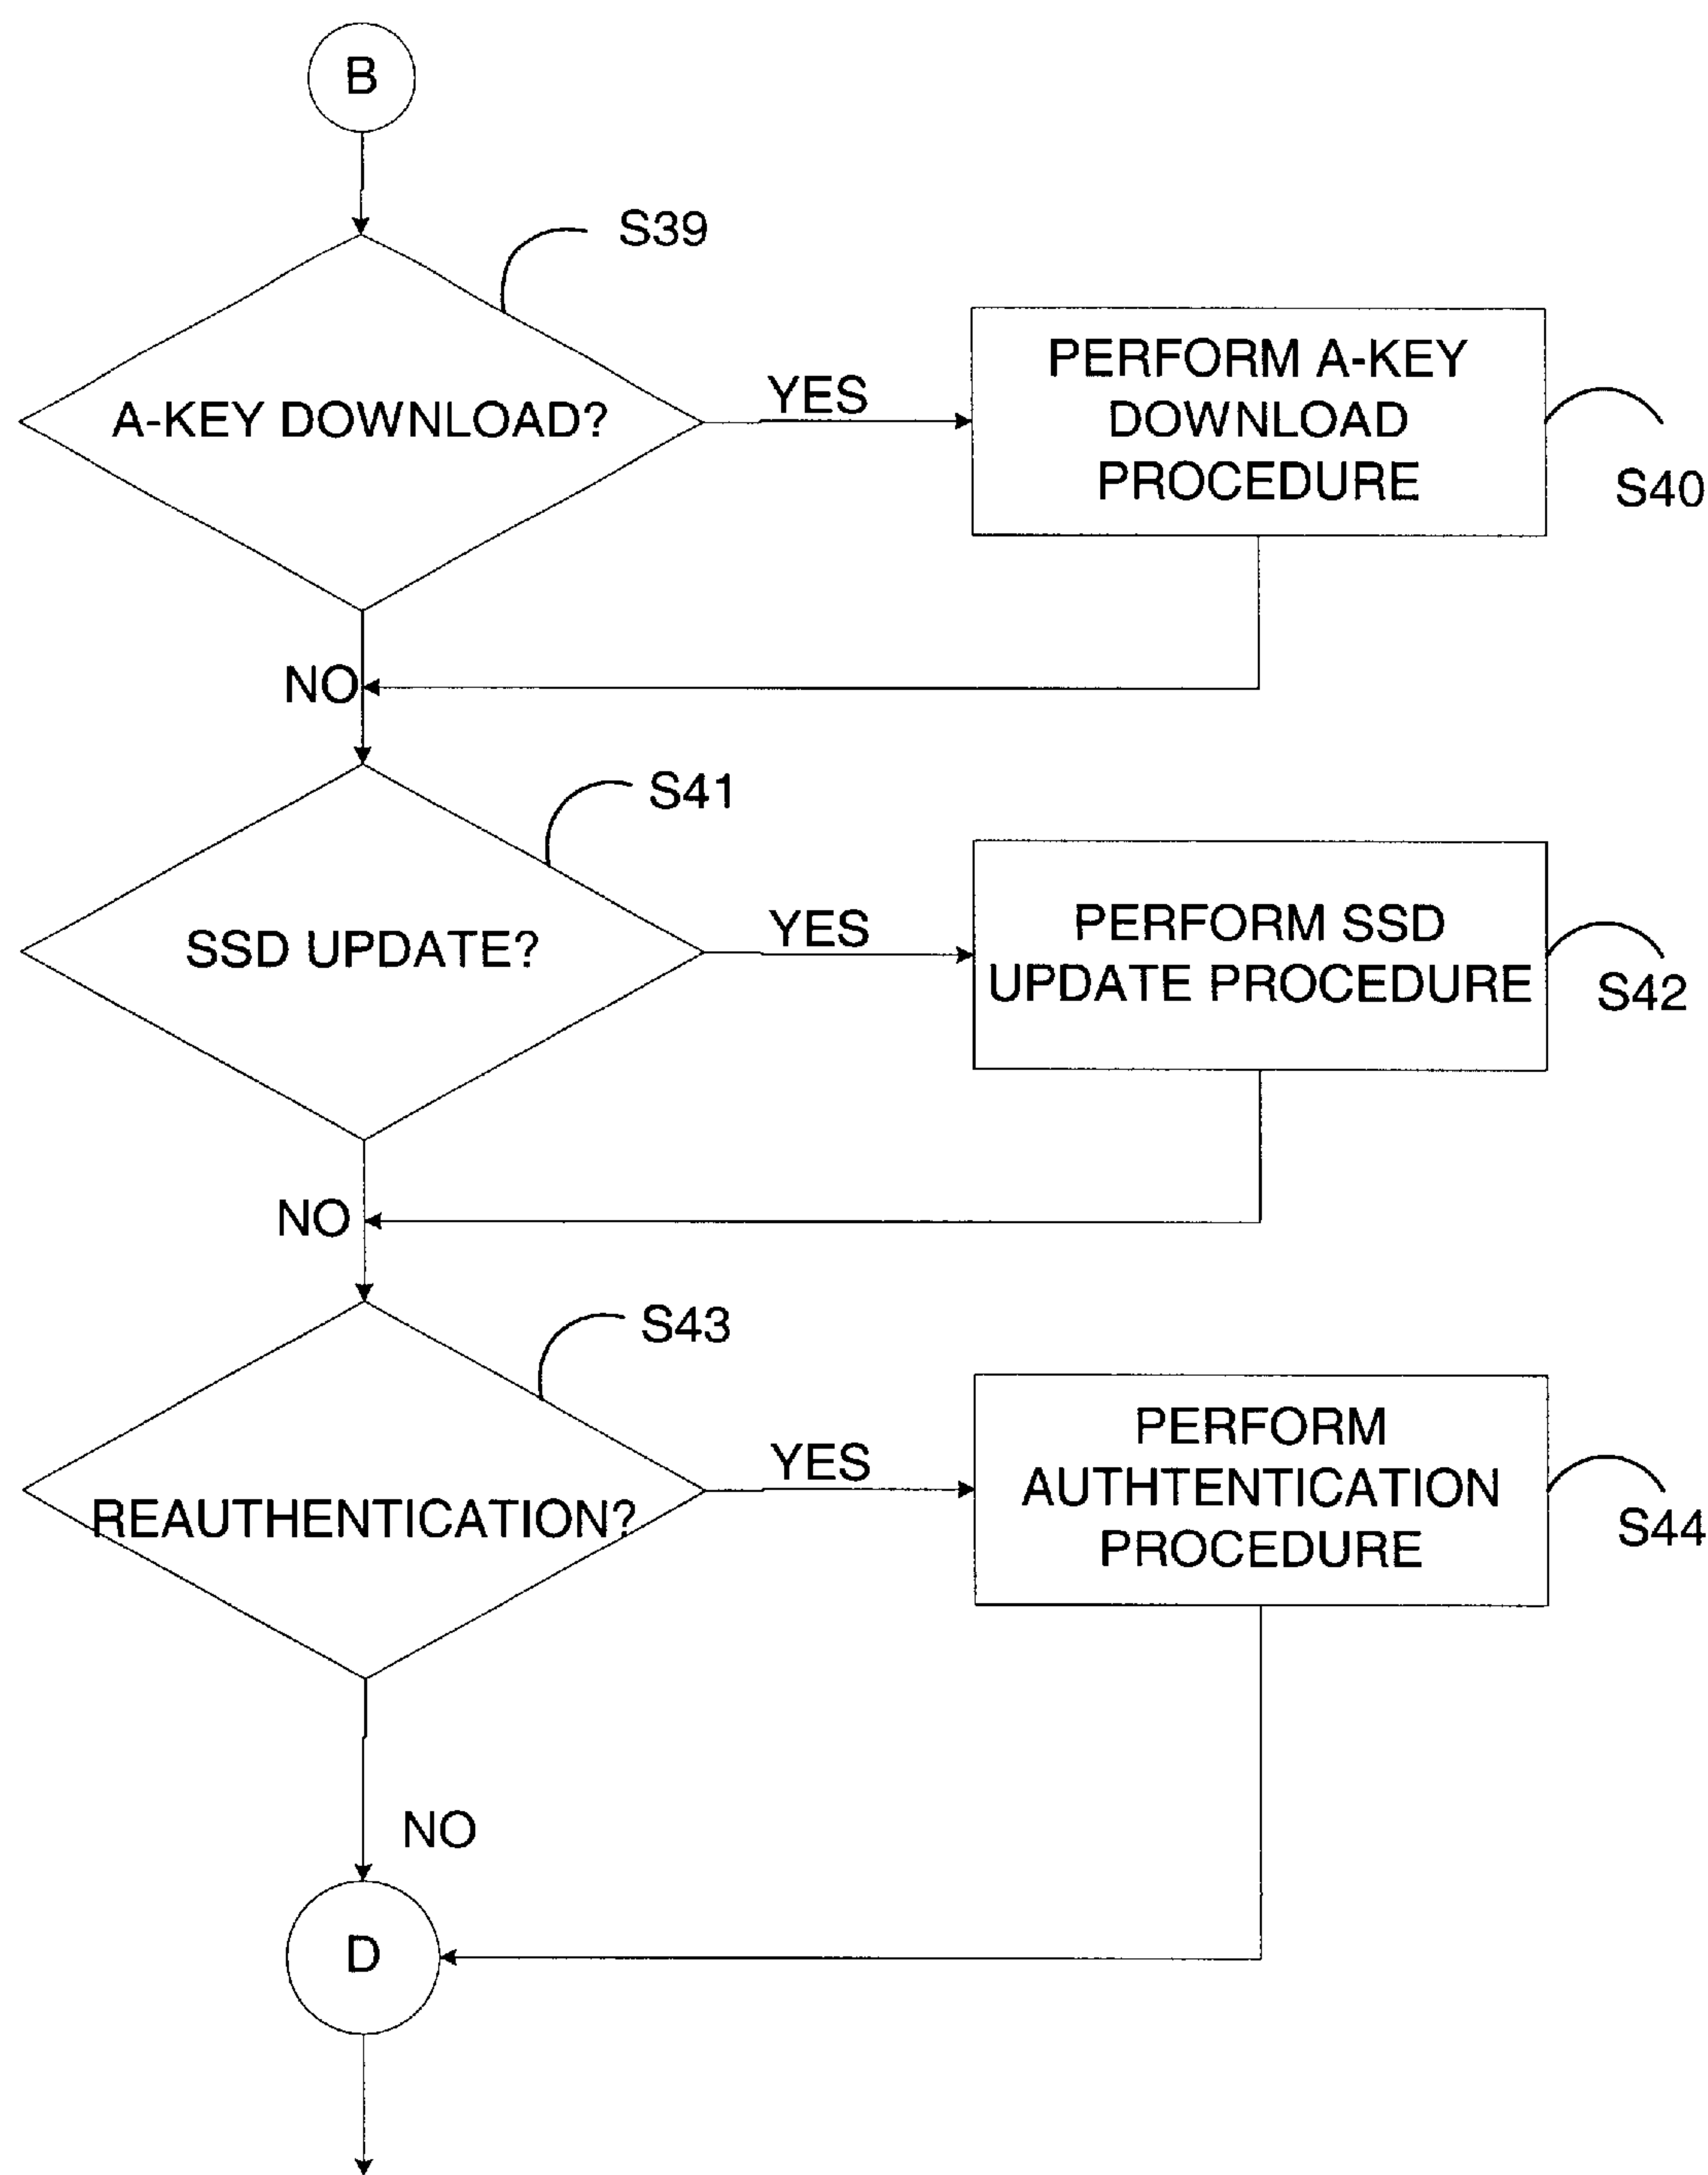 B
S39
A-KEY DOWNLOAD?
YES
PERFORM A-KEY
DOWNLOAD
PROCEDURE
S40
NO
S41
SSD UPDATE?
YES
PERFORM SSD
UPDATE PROCEDURE
S42
NO
S43
REAUTHENTICATION?
YES
PERFORM
AUTHTENTICATION
PROCEDURE
S44
NO
D